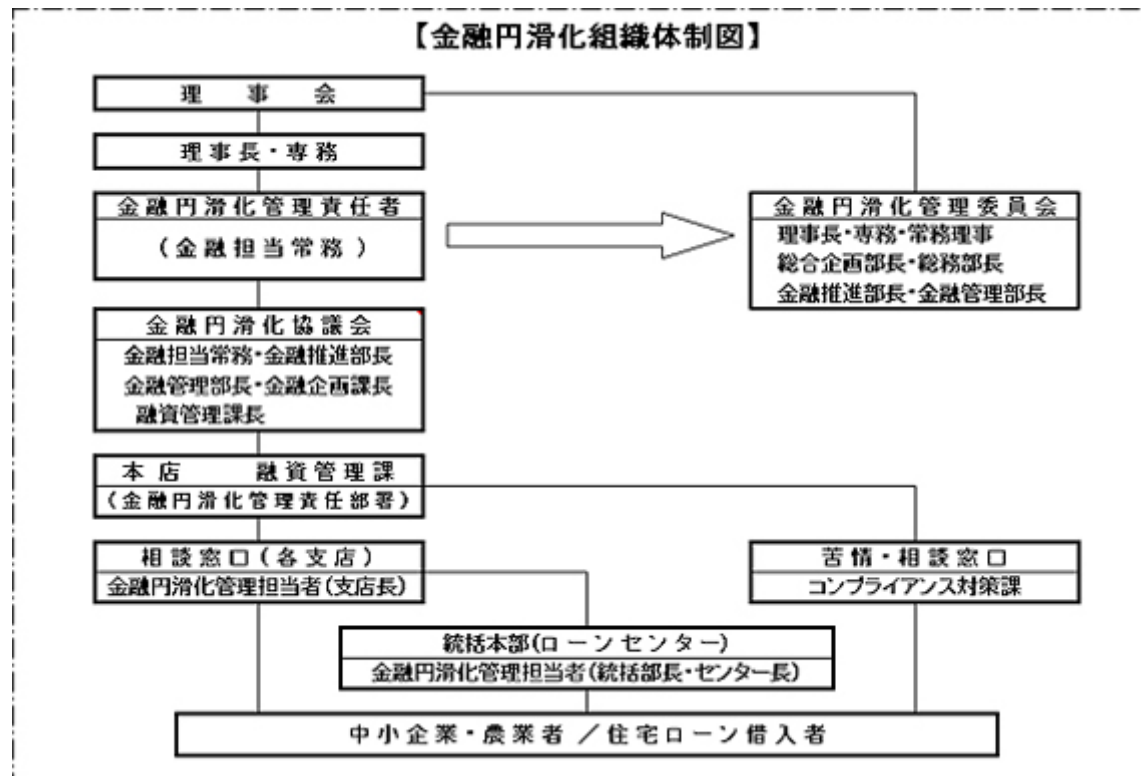 【金融円滑化組織体制図】
理事会
理事長・専務
金融円滑化管理責任者
(金融担当常務)
金融円滑化管理委員会
理事長・専務・常務理事
総合企画部長・総務部長
金融推進部長・金融管理部長
金融円滑化協議会
金融担当常務・金融推進部長
金融管理部長・金融企画課長
融資管理課長
本店 融資管理課
(金融円滑化管理責任部署)
相談窓口(各支店)
金融円滑化管理担当者(支店長)
苦情・相談窓口
コンプライアンス対策課
統括本部(ローンセンター)
金融円滑化管理担当者(統括部長・センター長)
中小企業・農業者／住宅ローン借入者